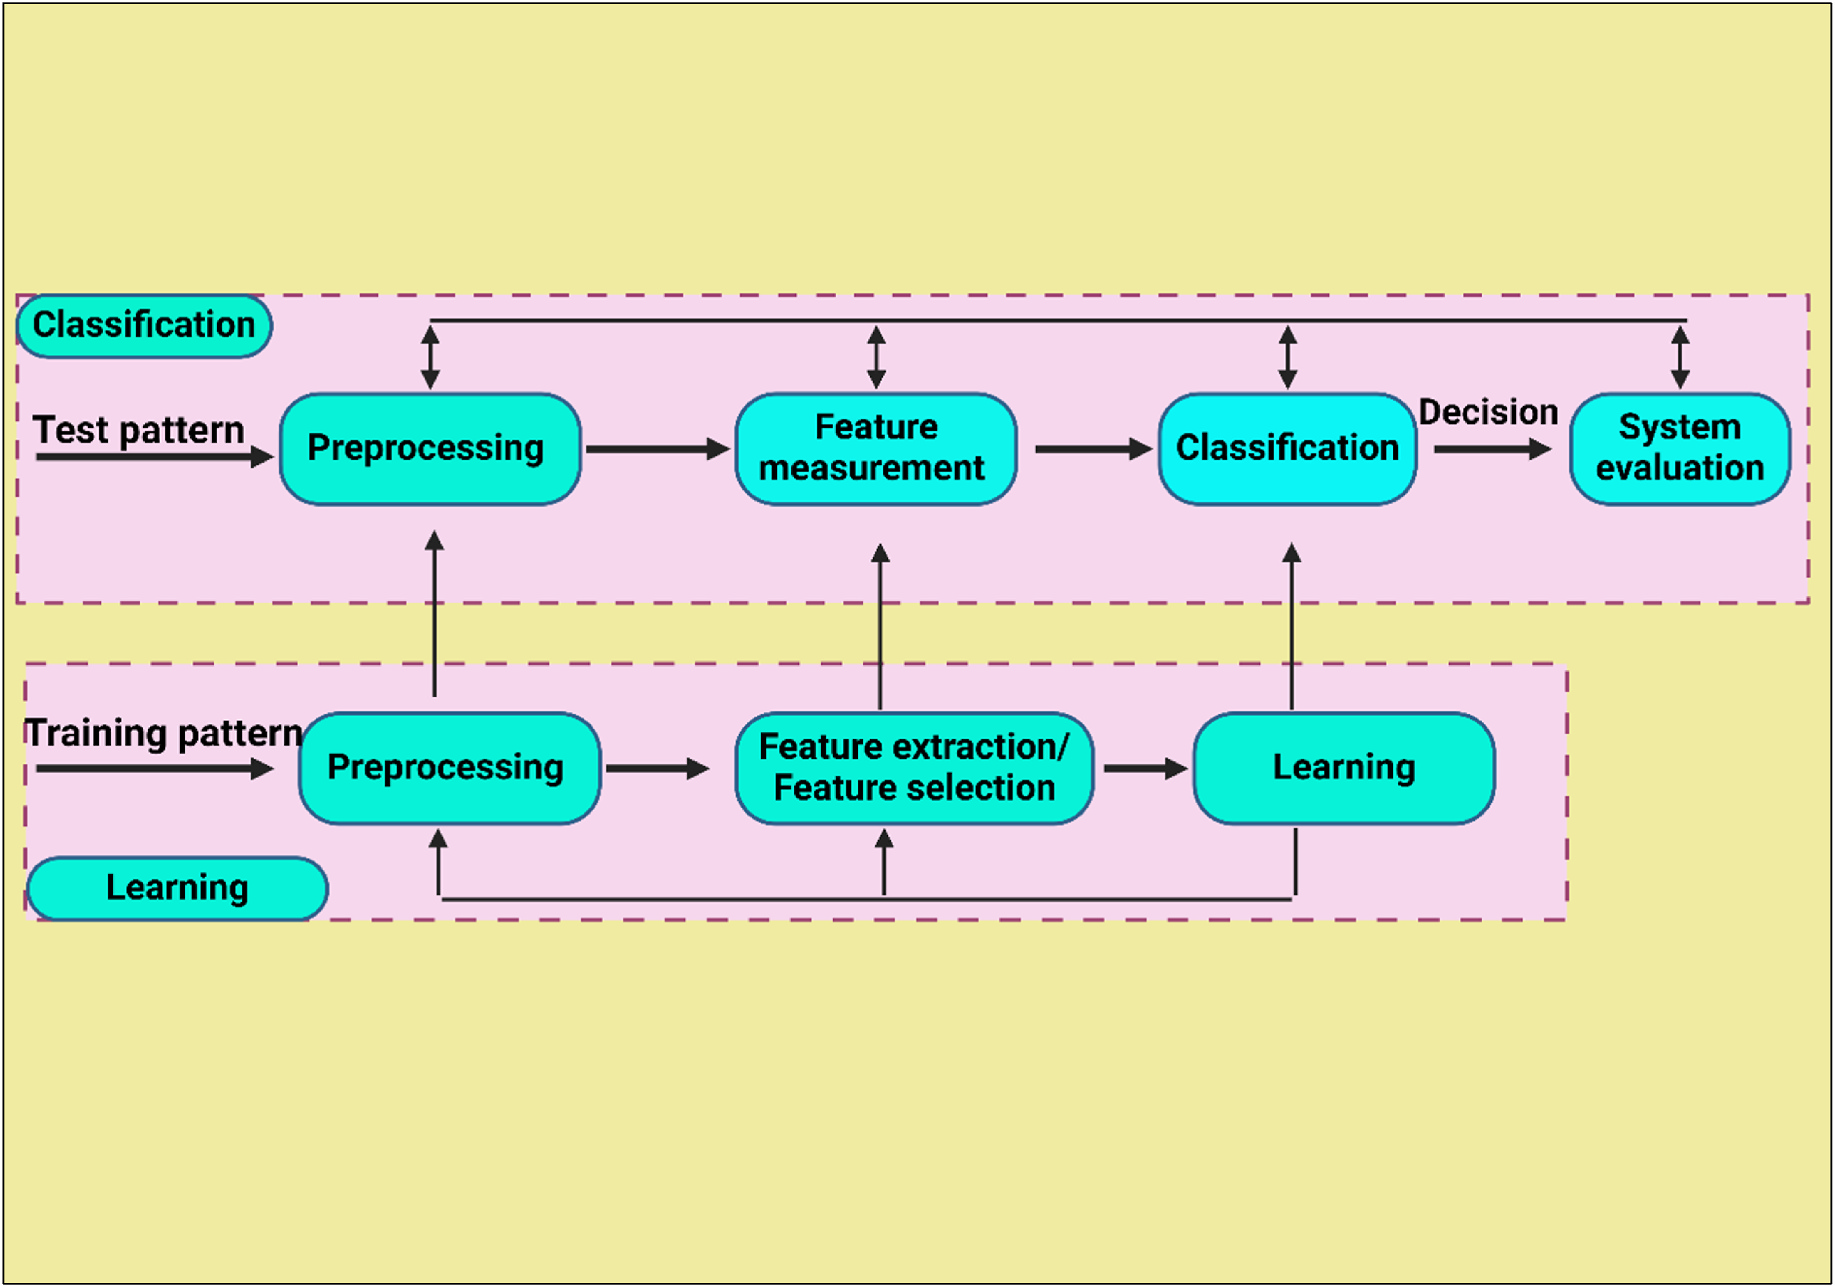 Classification
Test pattern
Preprocessing
Feature
measurement
Classification
Decision
System
evaluation
Training pattern
Preprocessing
Feature extraction/
Feature selection
Learning
Learning